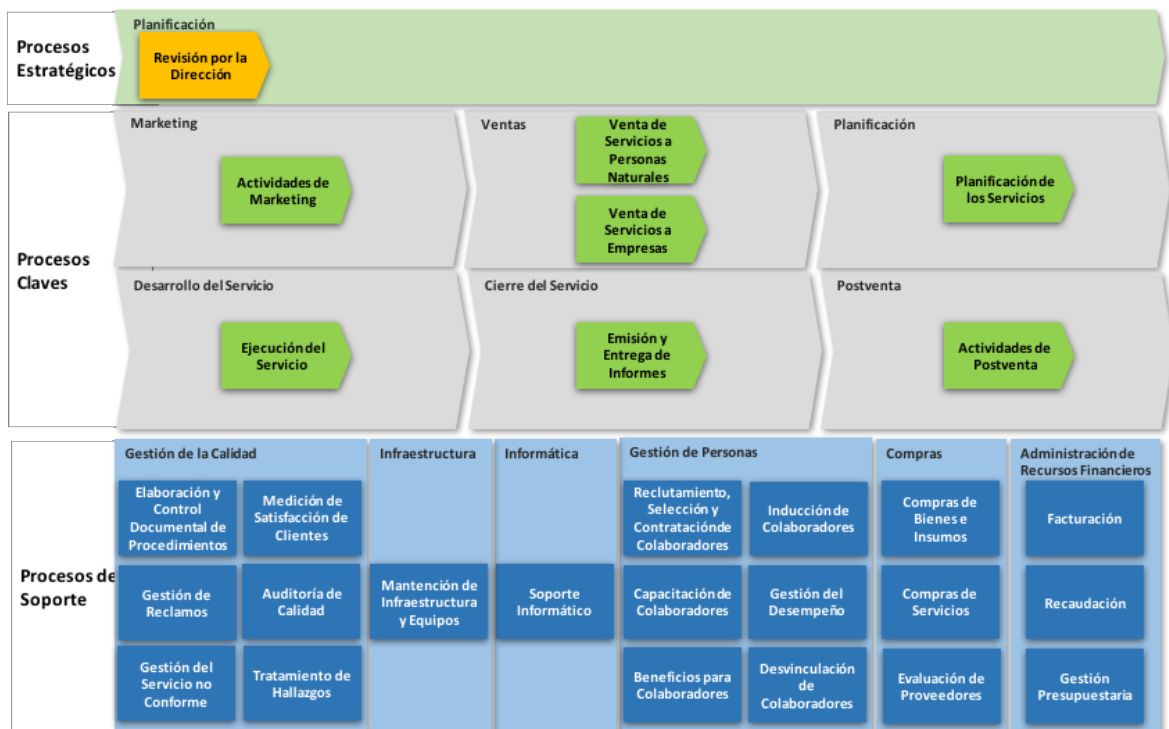 Procesos
Estratégicos
Planificación
Revisión por la
Dirección
Procesos
Claves
Marketing
Actividades de
Marketing
Ventas
Venta de
Servicios a
Personas
Naturales
Venta de
Servicios a
Empresas
Planificación
Planificación de
los Servicios
Desarrollo del Servicio
Ejecución del
Servicio
Cierre del Servicio
Emisión y
Entrega de
Informes
Postventa
Actividades de
Postventa
Procesos de
Soporte
Gestión de la Calidad
Elaboración y
Control
Documental de
Procedimientos
Medición de
Satisfacción de
Clientes
Gestión de
Reclamos
Auditoría de
Calidad
Gestión del
Servicio no
Conforme
Tratamiento de
Hallazgos
Infraestructura
Mantención de
Infraestructura
y Equipos
Informática
Soporte
Informático
Gestión de Personas
Reclutamiento,
Selección y
Contratación de
Colaboradores
Inducción de
Colaboradores
Capacitación de
Colaboradores
Gestión del
Desempeño
Beneficios para
Colaboradores
Desvinculación
de
Colaboradores
Compras
Compras de
Bienes e
Insumos
Compras de
Servicios
Evaluación de
Proveedores
Administración de
Recursos Financieros
Facturación
Recaudación
Gestión
Presupuestaria